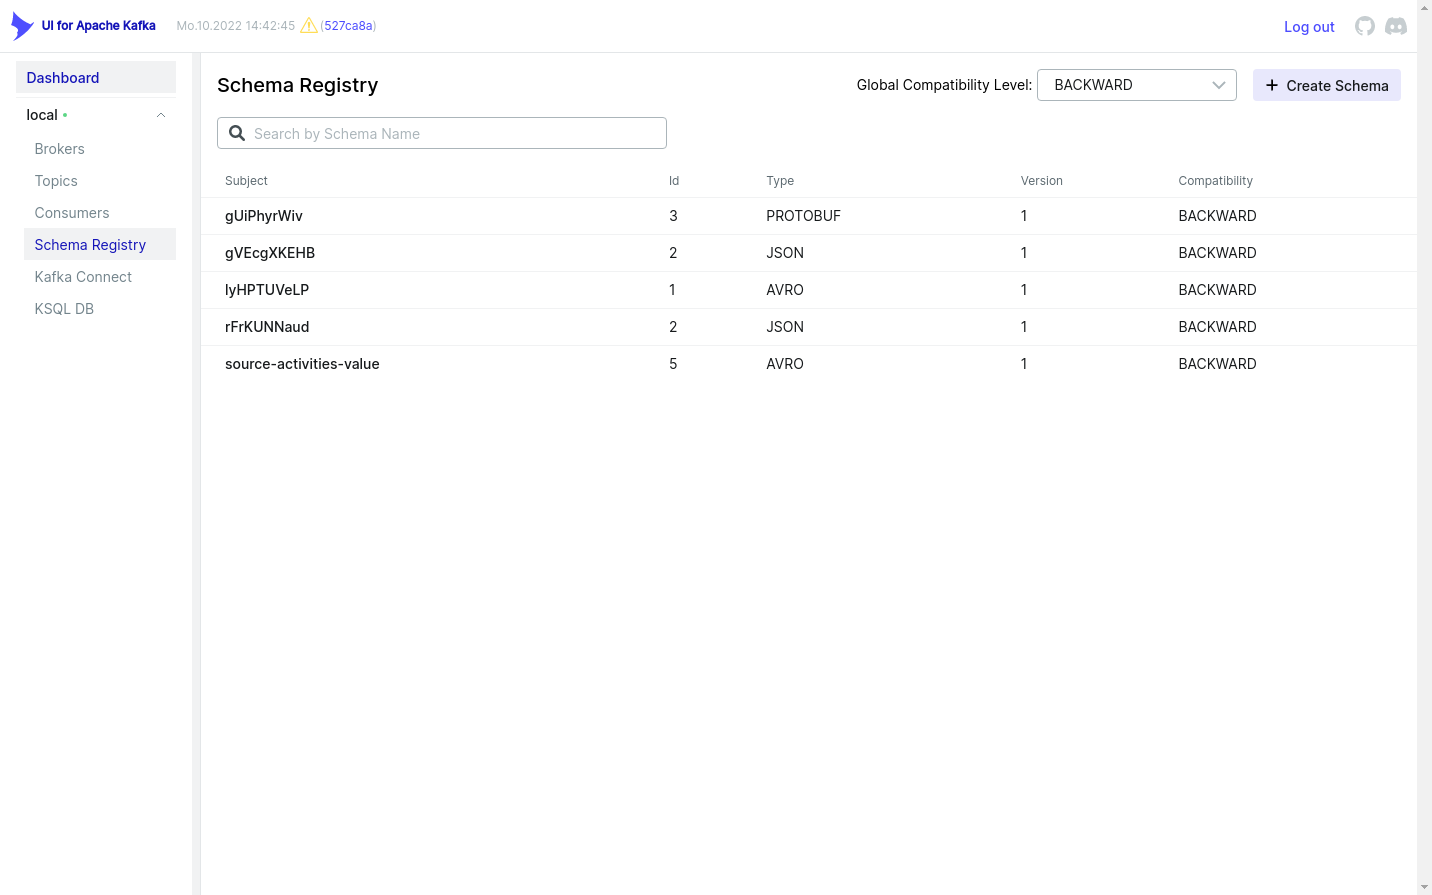 UI for Apache Kafka Mo.10.2022 14:42:45 (527ca8a) Log out
Dashboard
local
Brokers
Topics
Consumers
Schema Registry
Kafka Connect
KSQL DB
Schema Registry Global Compatibility Level: BACKWARD + Create Schema
Search by Schema Name
Subject Id Type Version Compatibility
gUiPhyrWiv 3 PROTOBUF 1 BACKWARD
gVEcgXKEHB 2 JSON 1 BACKWARD
lyHPTUVeLP 1 AVRO 1 BACKWARD
rFrKUNNaud 2 JSON 1 BACKWARD
source-activities-value 5 AVRO 1 BACKWARD